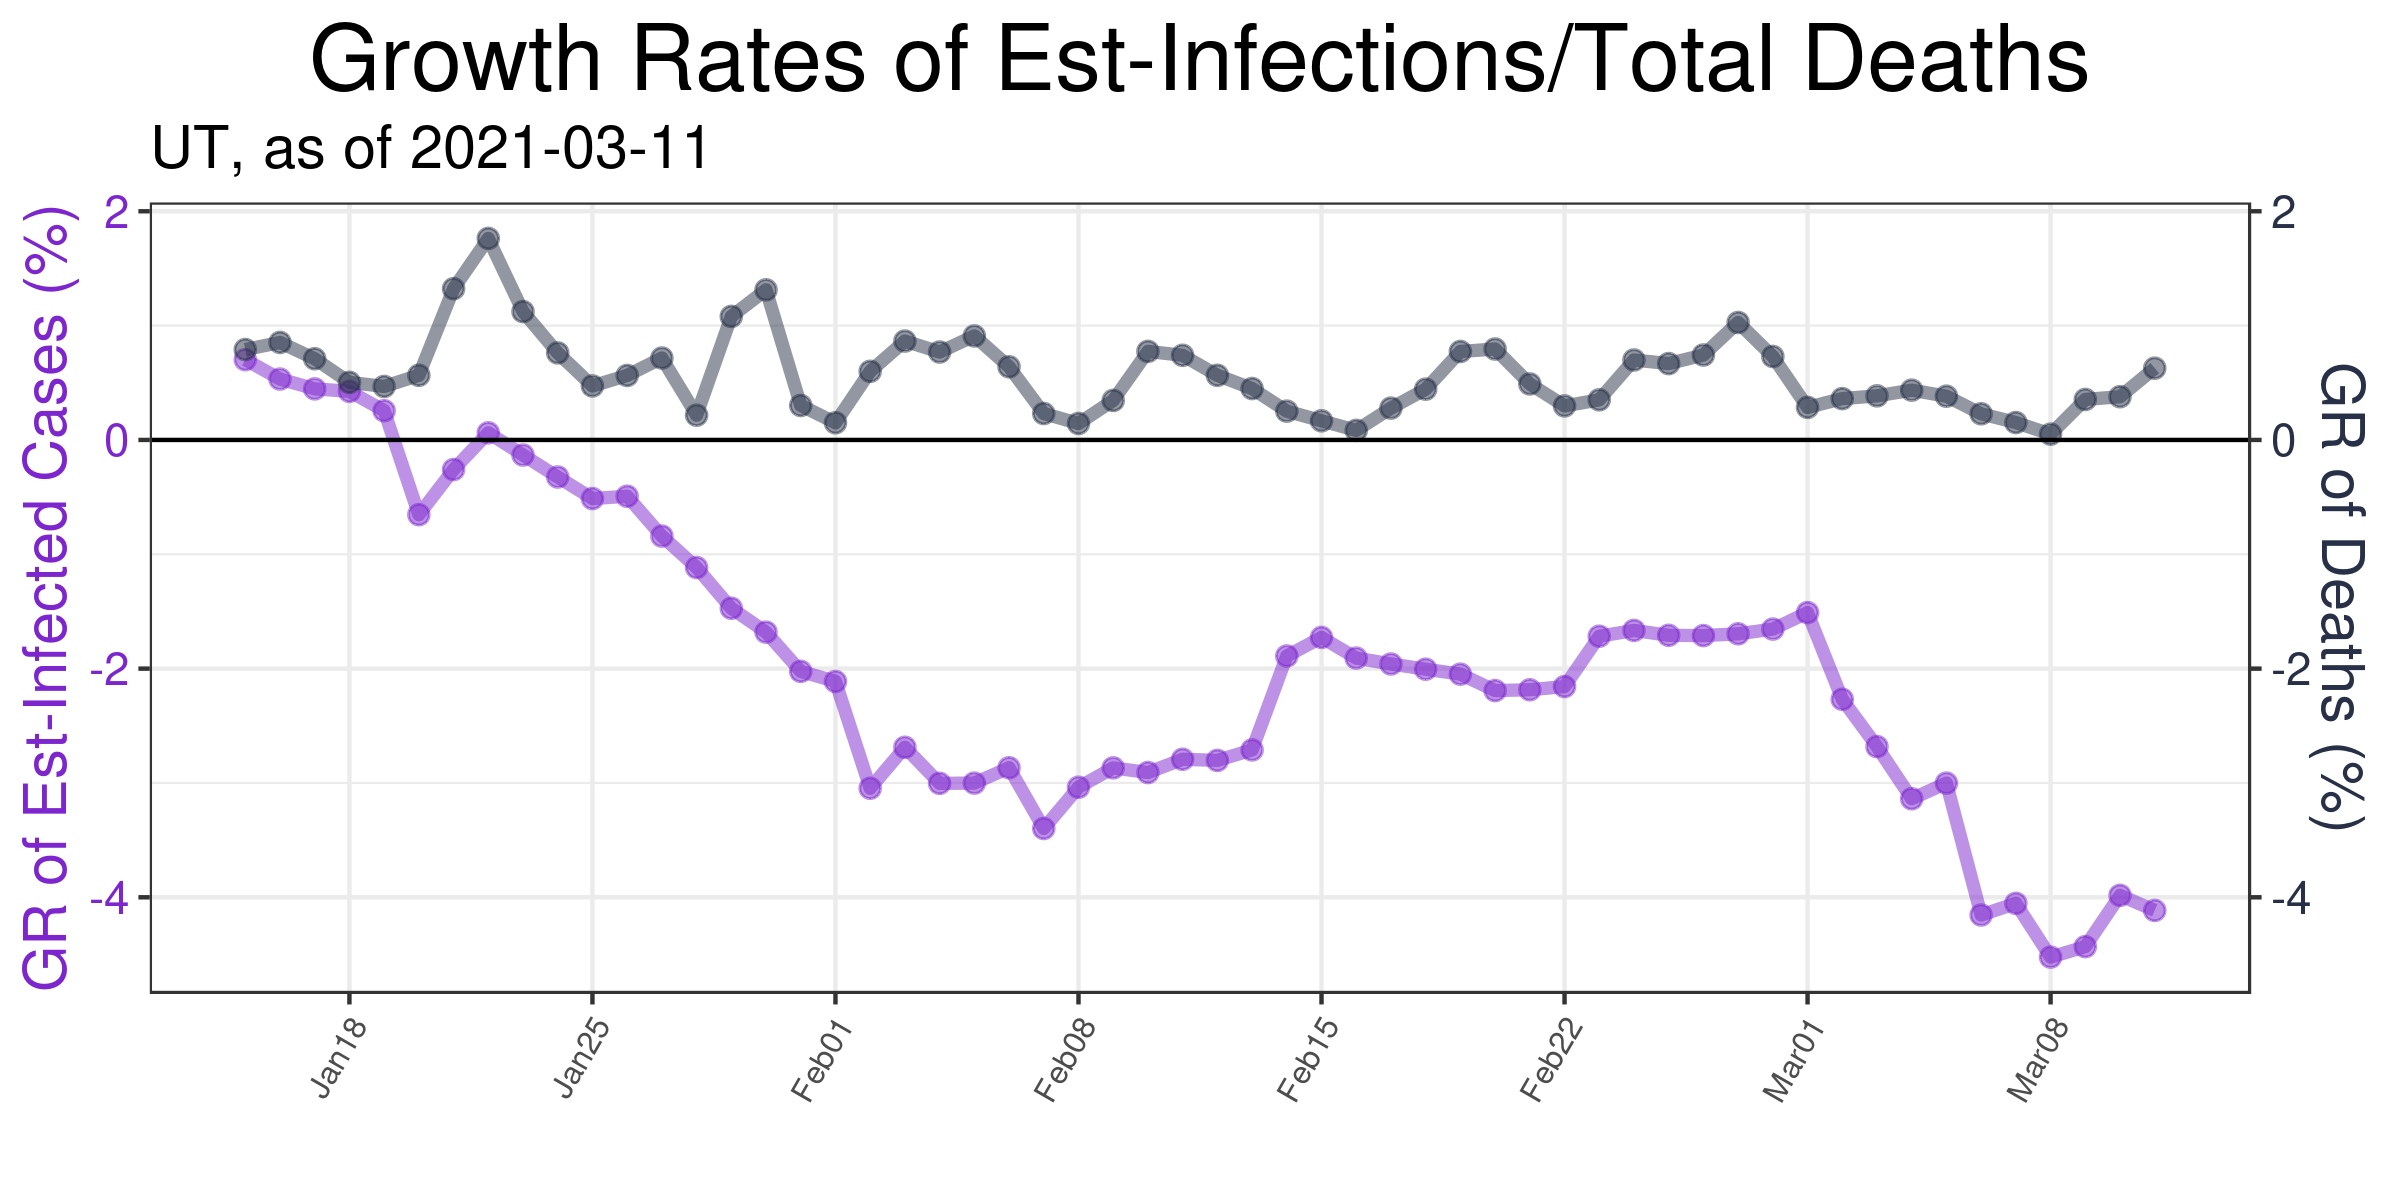 Growth Rates of Est-Infections/Total Deaths
UT, as of 2021-03-11
GR of Est-Infected Cases (%)
2
0
-2
-4
2
0
-2
-4
GR of Deaths (%)
Jan18
Jan25
Feb01
Feb08
Feb15
Feb22
Mar01
Mar08